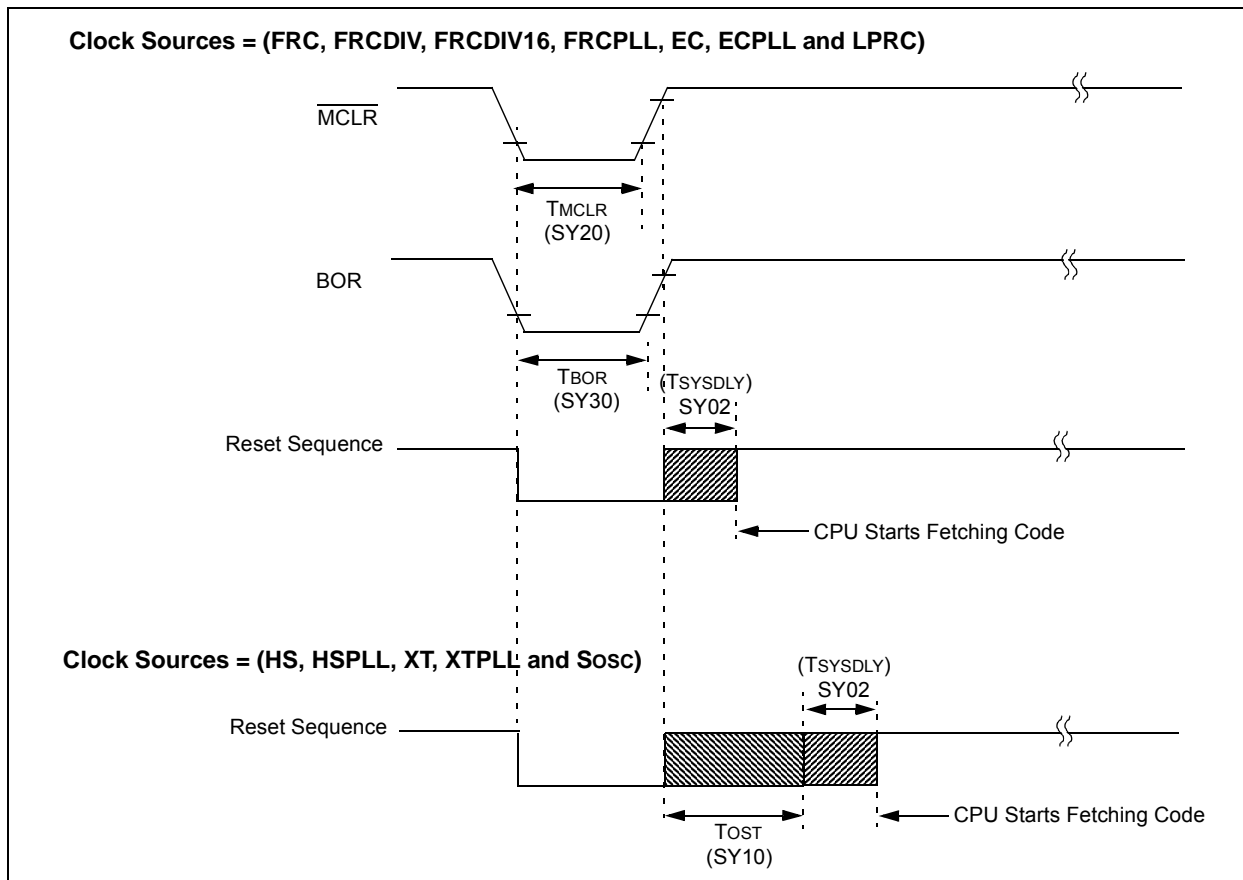 Clock Sources = (FRC, FRCDIV, FRCDIV16, FRCPLL, EC, ECPLL and LPRC)
MCLR
TMCLR
(SY20)
BOR
TBOR
(SY30)
(TSYSDLY)
SY02
Reset Sequence
CPU Starts Fetching Code
Clock Sources = (HS, HSPLL, XT, XTPLL and SOSC)
(TSYSDLY)
SY02
Reset Sequence
CPU Starts Fetching Code
TOST
(SY10)